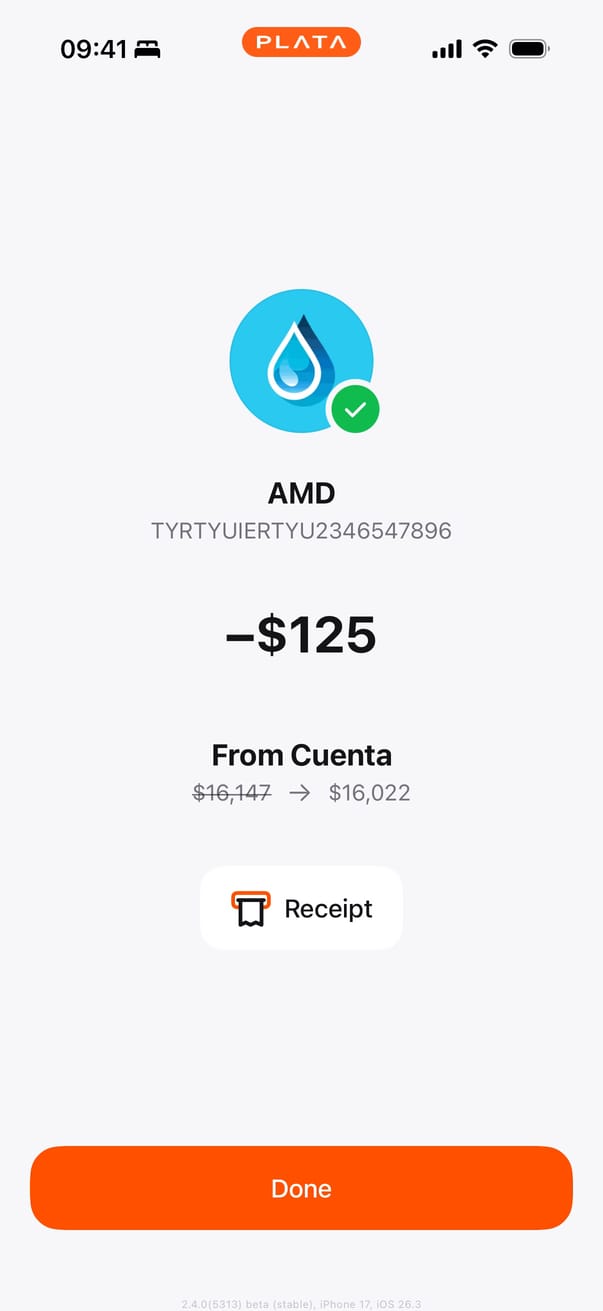 09:41
PLATA
AMD
TYRTYUIERTYU2346547896
–$125
From Cuenta
$16,147 → $16,022
Receipt
Done
2.4.0(5313) beta (stable), iPhone 17, iOS 26.3